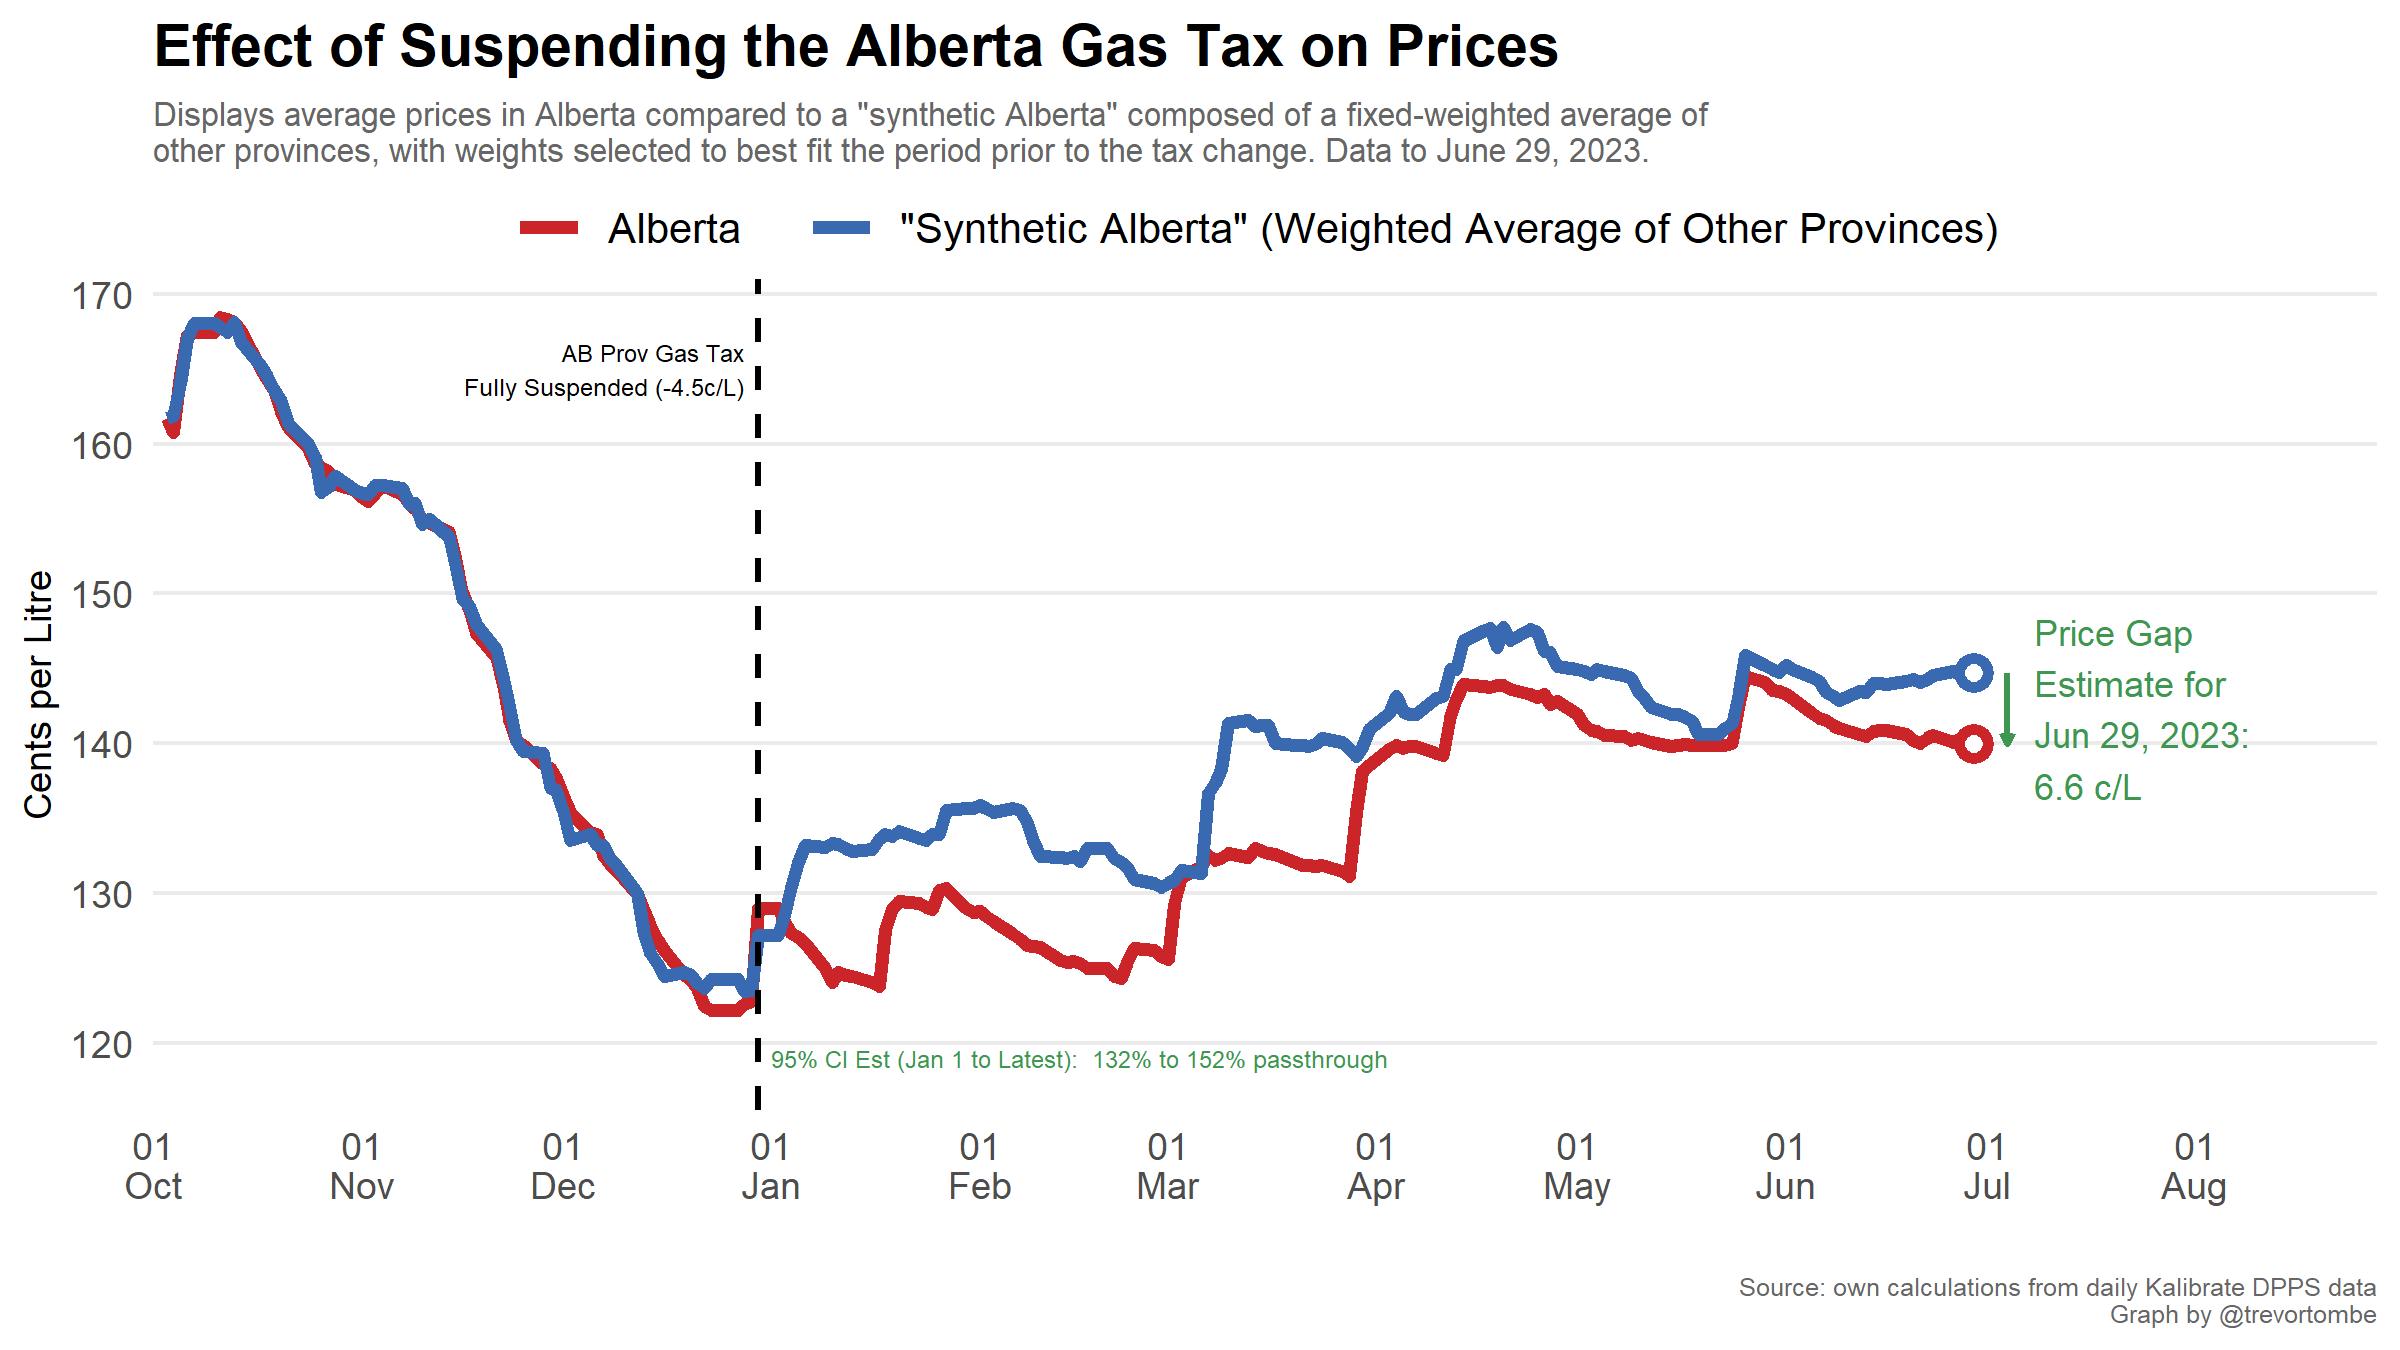 Effect of Suspending the Alberta Gas Tax on Prices
Displays average prices in Alberta compared to a "synthetic Alberta" composed of a fixed-weighted average of
other provinces, with weights selected to best fit the period prior to the tax change. Data to June 29, 2023.
Alberta
"Synthetic Alberta" (Weighted Average of Other Provinces)
Cents per Litre
170
160
150
140
130
120
AB Prov Gas Tax
Fully Suspended (-4.5c/L)
Price Gap
Estimate for
Jun 29, 2023:
6.6 c/L
95% CI Est (Jan 1 to Latest):  132% to 152% passthrough
01 Oct
01 Nov
01 Dec
01 Jan
01 Feb
01 Mar
01 Apr
01 May
01 Jun
01 Jul
01 Aug
Source: own calculations from daily Kalibrate DPPS data
Graph by @trevortombe